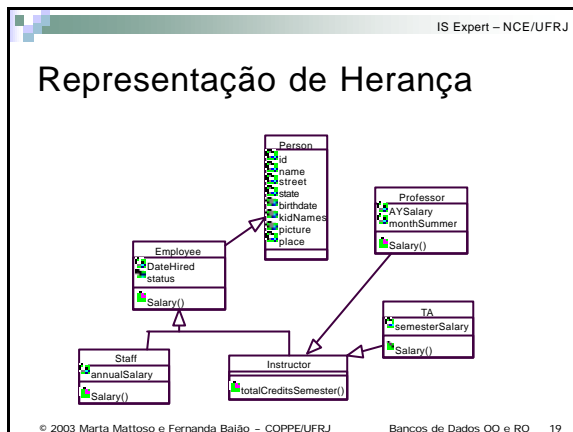 IS Expert – NCE/UFRJ
Representação de Herança
Person
id
name
street
state
birthdate
kidNames
picture
place
Professor
AYSalary
monthSummer
Salary()
Employee
DateHired
status
Salary()
TA
semesterSalary
Salary()
Staff
annualSalary
Salary()
Instructor
totalCreditsSemester()
© 2003 Marta Mattoso e Fernanda Baião – COPPE/UFRJ
Bancos de Dados OO e RO 19